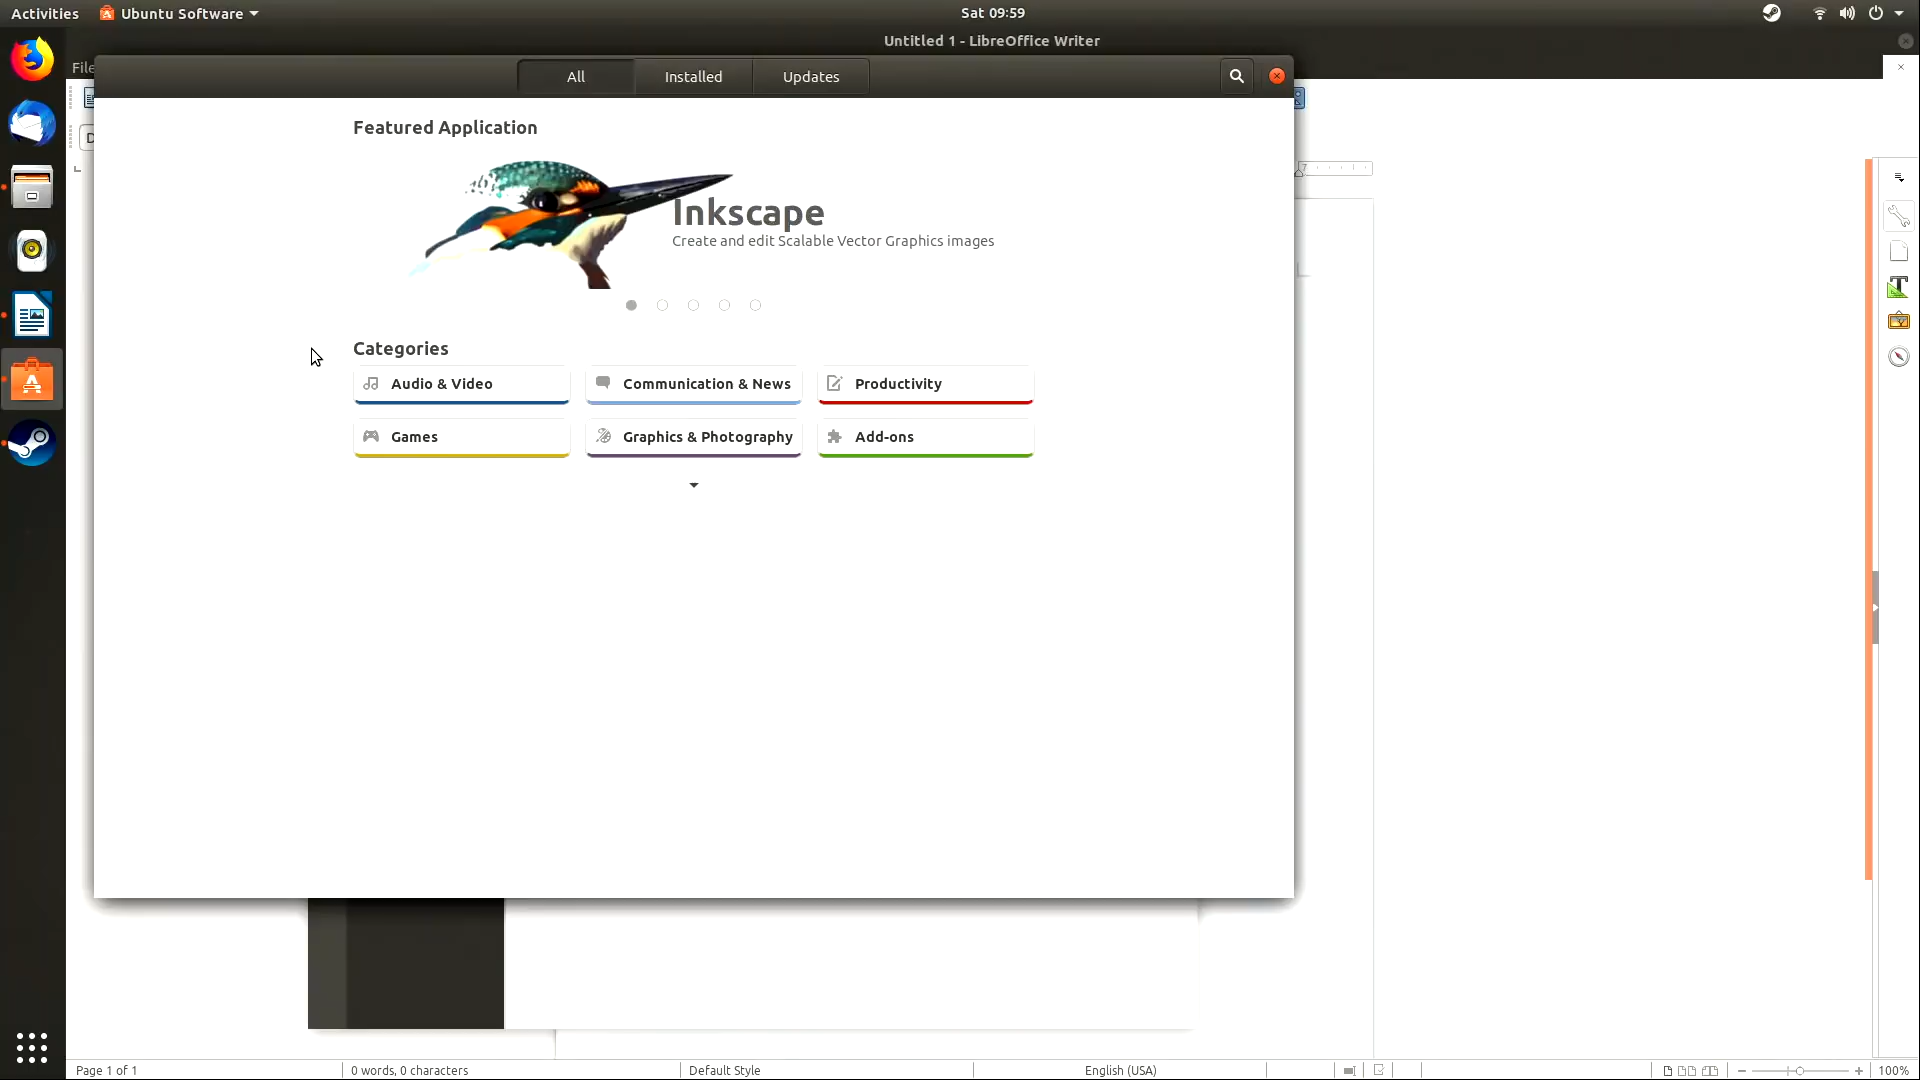 Activities
Ubuntu Software
Sat 09:59
Untitled 1 - LibreOffice Writer
File
All
Installed
Updates
Featured Application
Inkscape
Create and edit Scalable Vector Graphics images
Categories
Audio & Video
Communication & News
Productivity
Games
Graphics & Photography
Add-ons
7
Page 1 of 1
0 words, 0 characters
Default Style
English (USA)
100%